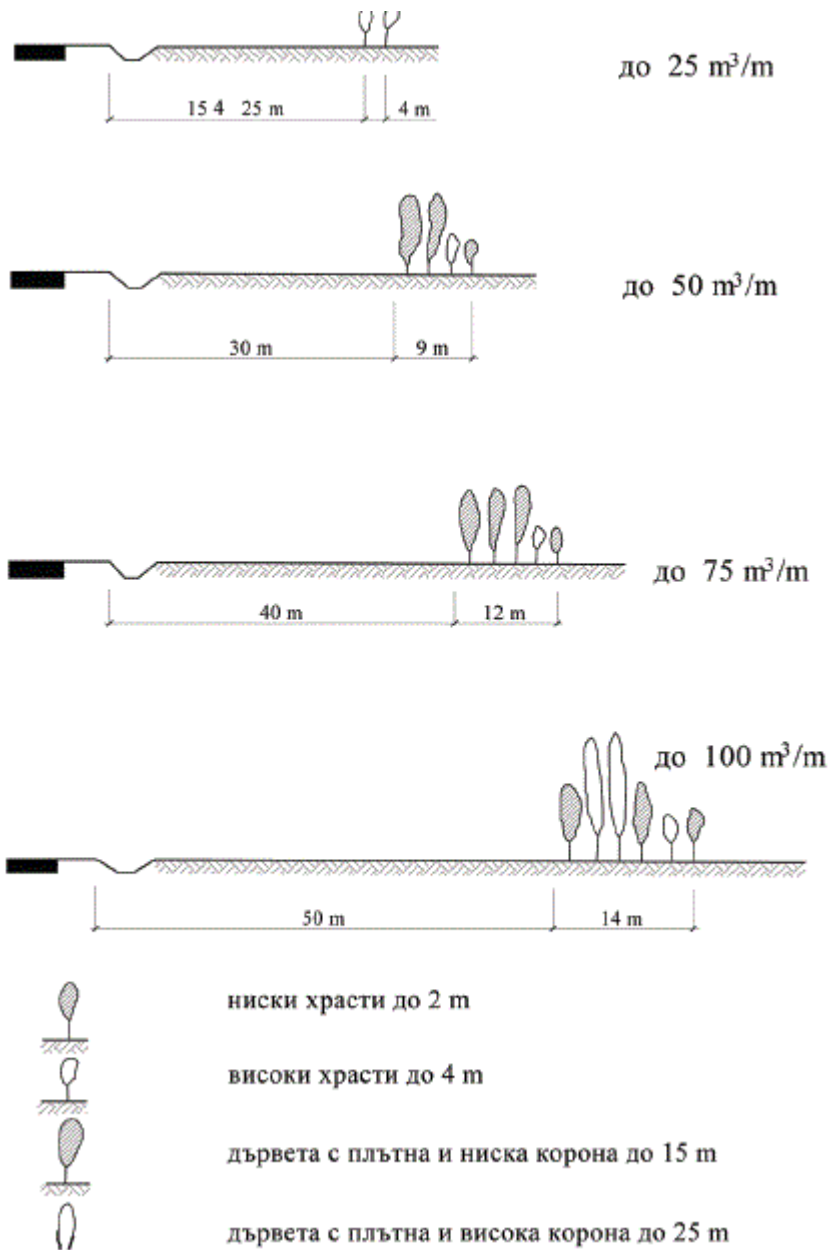 до 25 m³/m
15 4 25 m
4 m
до 50 m³/m
30 m
9 m
до 75 m³/m
40 m
12 m
до 100 m³/m
50 m
14 m
ниски храсти до 2 m
високи храсти до 4 m
дървета с плътна и ниска корона до 15 m
дървета с плътна и висока корона до 25 m